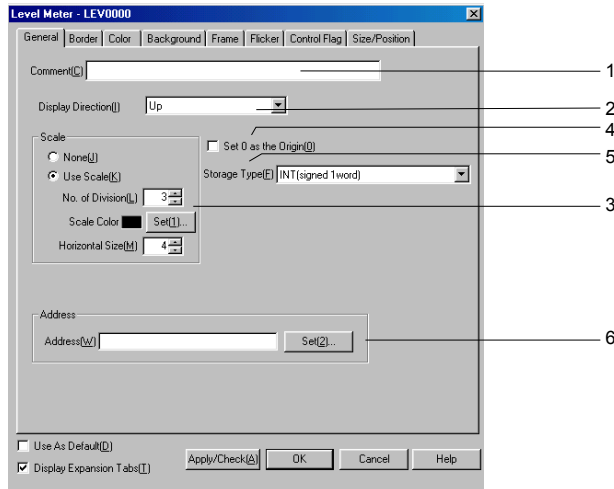 Level Meter - LEV0000
General Border Color Background Frame Flicker Control Flag Size/Position
Comment(C) 1
Display Direction(I) Up 2
4
Scale Set 0 as the Origin(0) 5
None(J)
Use Scale(K) Storage Type(F) INT(signed 1word)
No. of Division(L) 3 3
Scale Color Set(1)...
Horizontal Size(M) 4
Address
Address(W) Set(2)... 6
Use As Default(D)
Display Expansion Tabs(T) Apply/Check(A) OK Cancel Help